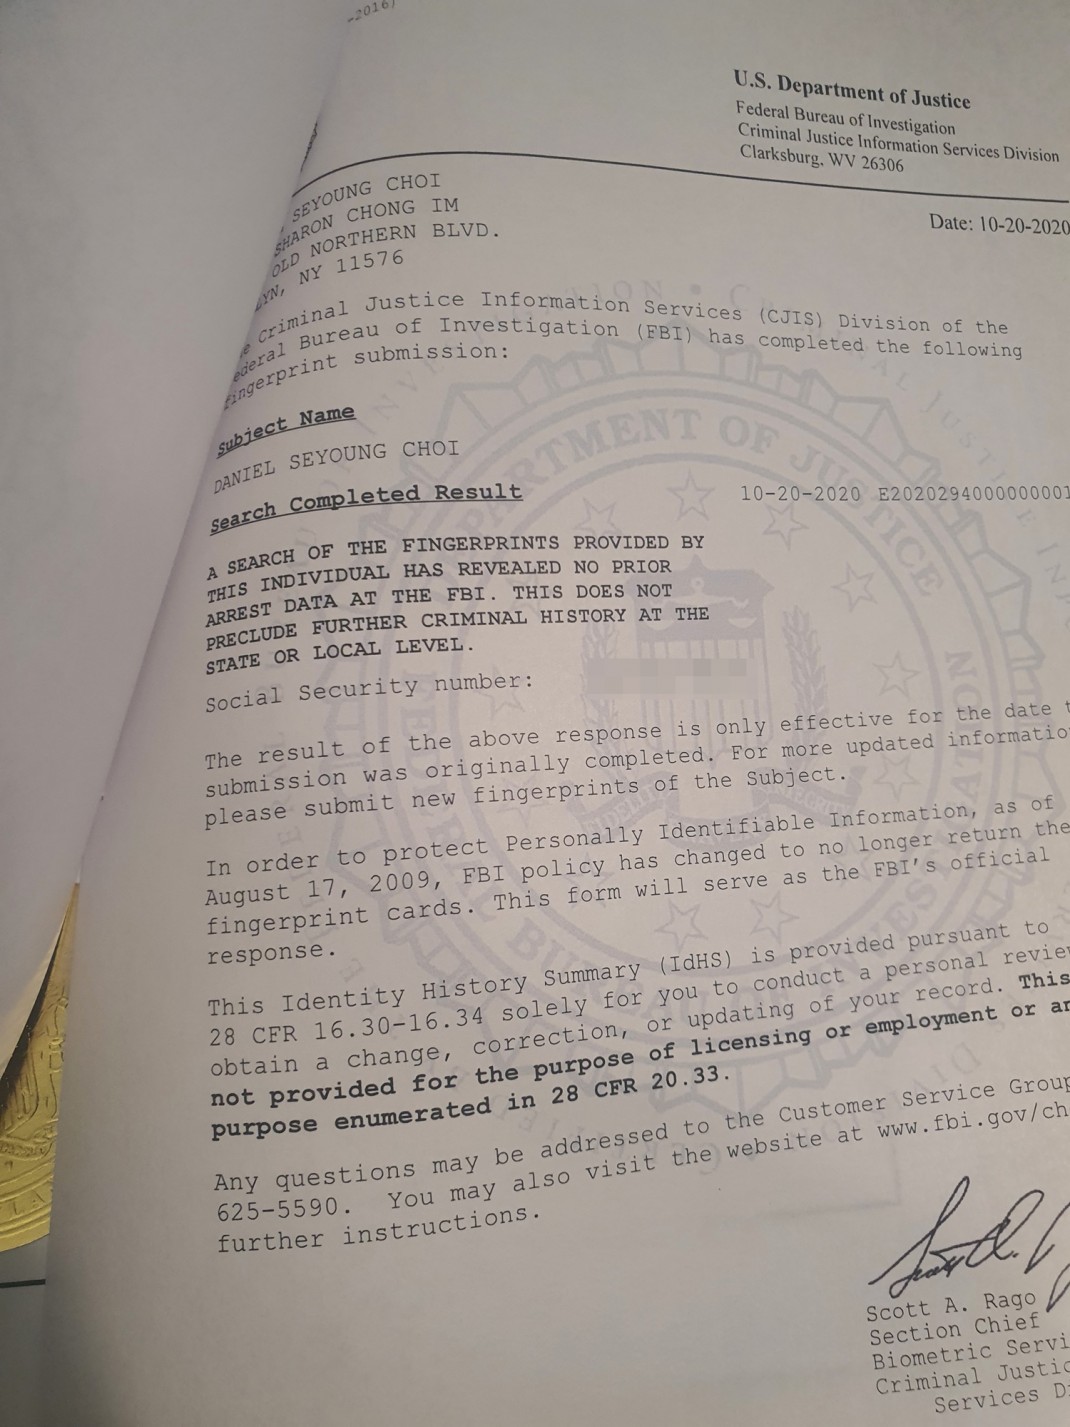 -2016)
U.S. Department of Justice
Federal Bureau of Investigation
Criminal Justice Information Services Division
Clarksburg, WV 26306
SEYOUNG CHOI
SHARON CHONG IM
OLD NORTHERN BLVD.
LYN, NY 11576
Date: 10-20-2020
e Criminal Justice Information Services (CJIS) Division of the
ederal Bureau of Investigation (FBI) has completed the following
fingerprint submission:
Subject Name
DANIEL SEYOUNG CHOI
Search Completed Result
10-20-2020 E2020294000000001
A SEARCH OF THE FINGERPRINTS PROVIDED BY
THIS INDIVIDUAL HAS REVEALED NO PRIOR
ARREST DATA AT THE FBI. THIS DOES NOT
PRECLUDE FURTHER CRIMINAL HISTORY AT THE
STATE OR LOCAL LEVEL.
Social Security number:
The result of the above response is only effective for the date t
submission was originally completed. For more updated informatio
please submit new fingerprints of the Subject.
In order to protect Personally Identifiable Information, as of
August 17, 2009, FBI policy has changed to no longer return the
fingerprint cards. This form will serve as the FBI's official
response.
This Identity History Summary (IdHS) is provided pursuant to
28 CFR 16.30-16.34 solely for you to conduct a personal review
obtain a change, correction, or updating of your record. This
not provided for the purpose of licensing or employment or an
purpose enumerated in 28 CFR 20.33.
Any questions may be addressed to the Customer Service Group
625-5590. You may also visit the website at www.fbi.gov/ch
further instructions.
Scott A. Rago
Section Chief
Biometric Servi
Criminal Justic
Services D
DEPARTMENT OF JUSTICE